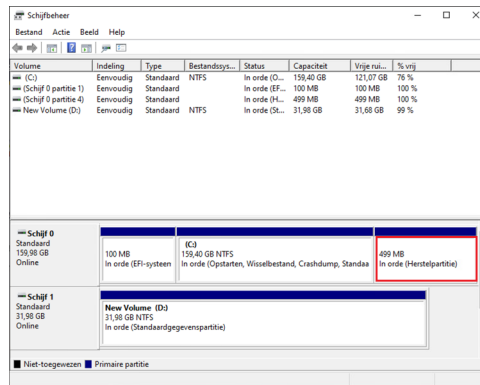 Schijfbeheer
Bestand Actie Beeld Help
Volume Indeling Type Bestandssys... Status Capaciteit Vrije rui... % vrij
(C:) Eenvoudig Standaard NTFS In orde (O... 159,40 GB 121,07 GB 76 %
(Schijf 0 partitie 1) Eenvoudig Standaard In orde (EF... 100 MB 100 MB 100 %
(Schijf 0 partitie 4) Eenvoudig Standaard In orde (H... 499 MB 499 MB 100 %
New Volume (D:) Eenvoudig Standaard NTFS In orde (St... 31,98 GB 31,68 GB 99 %
Schijf 0
Standaard
159,98 GB
Online
100 MB
In orde (EFI-systeen
(C:)
159,40 GB NTFS
In orde (Opstarten, Wisselbestand, Crashdump, Standaa
499 MB
In orde (Herstelpartitie)
Schijf 1
Standaard
31,98 GB
Online
New Volume (D:)
31,98 GB NTFS
In orde (Standaardgegevenspartitie)
Niet-toegewezen Primaire partitie